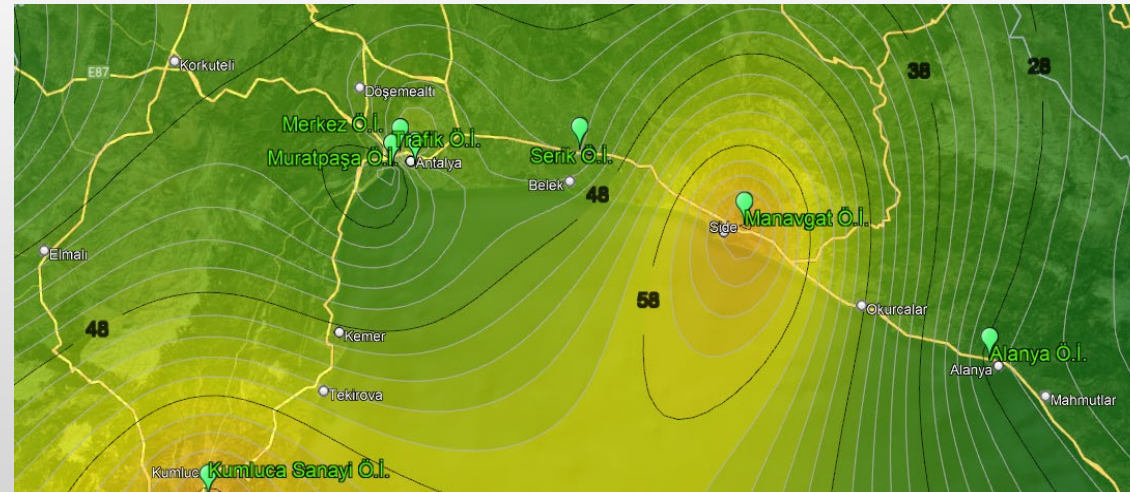 Korkuteli
E87
38
28
Döşemealtı
Merkez Ö.İ.
Trafik Ö.İ.
Muratpaşa Ö.İ.
Antalya
Serik Ö.İ.
Belek
48
Manavgat Ö.İ.
Side
Elmalı
58
Okurcalar
48
Kemer
Alanya Ö.İ.
Alanya
Tekirova
Mahmutlar
Kumluca Sanayi Ö.İ.